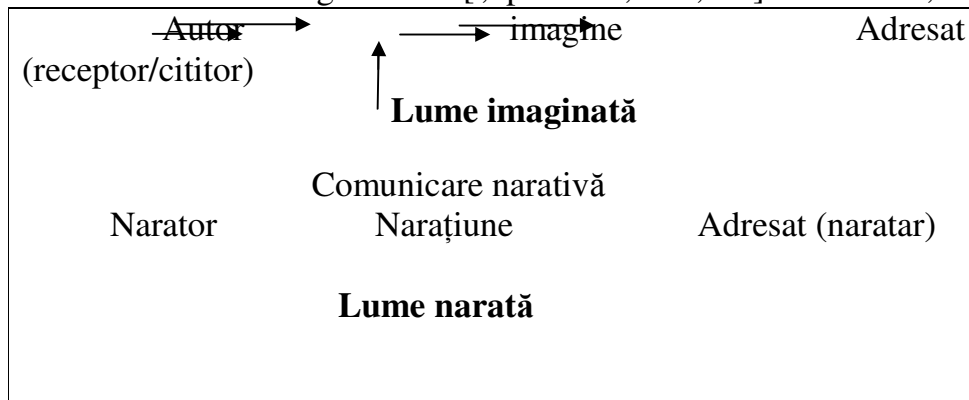 Autor imagine Adresat
(receptor/cititor)
Lume imaginată
Comunicare narativă
Narator Narațiune Adresat (naratar)
Lume narată